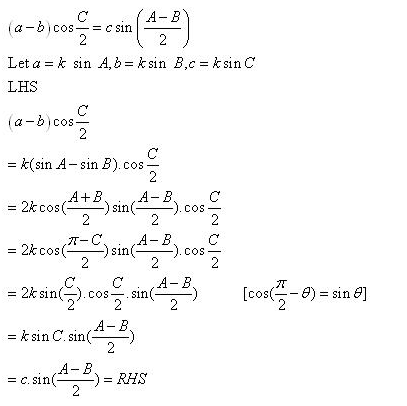 (a−b)cos C/2 = c sin((A−B)/2)
Let a = k sin A, b = k sin B, c = k sin C
LHS
(a−b)cos C/2
= k(sin A−sin B).cos C/2
= 2k cos((A+B)/2)sin((A−B)/2).cos C/2
= 2k cos((π−C)/2)sin((A−B)/2).cos C/2
= 2k sin(C/2).cos C/2.sin((A−B)/2) [cos(π/2−θ) = sin θ]
= k sin C.sin((A−B)/2)
= c.sin((A−B)/2) = RHS